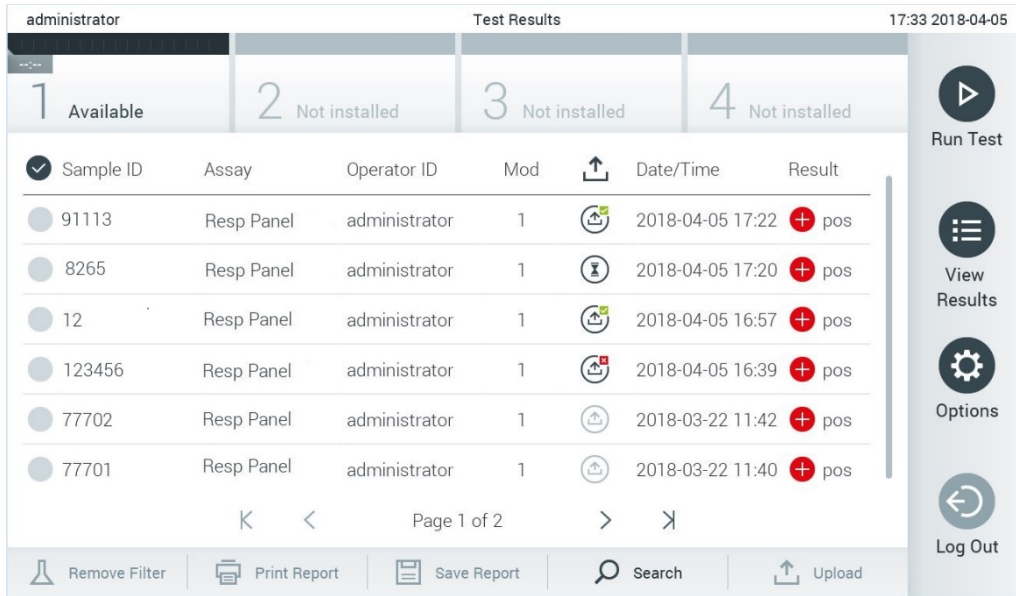 administrator Test Results 17:33 2018-04-05
--:--
1 Available 2 Not installed 3 Not installed 4 Not installed
Run Test
Sample ID Assay Operator ID Mod Date/Time Result
91113 Resp Panel administrator 1 2018-04-05 17:22 pos
8265 Resp Panel administrator 1 2018-04-05 17:20 pos
View
Results
12 Resp Panel administrator 1 2018-04-05 16:57 pos
123456 Resp Panel administrator 1 2018-04-05 16:39 pos
Options
77702 Resp Panel administrator 1 2018-03-22 11:42 pos
77701 Resp Panel administrator 1 2018-03-22 11:40 pos
Page 1 of 2
Log Out
Remove Filter Print Report Save Report Search Upload